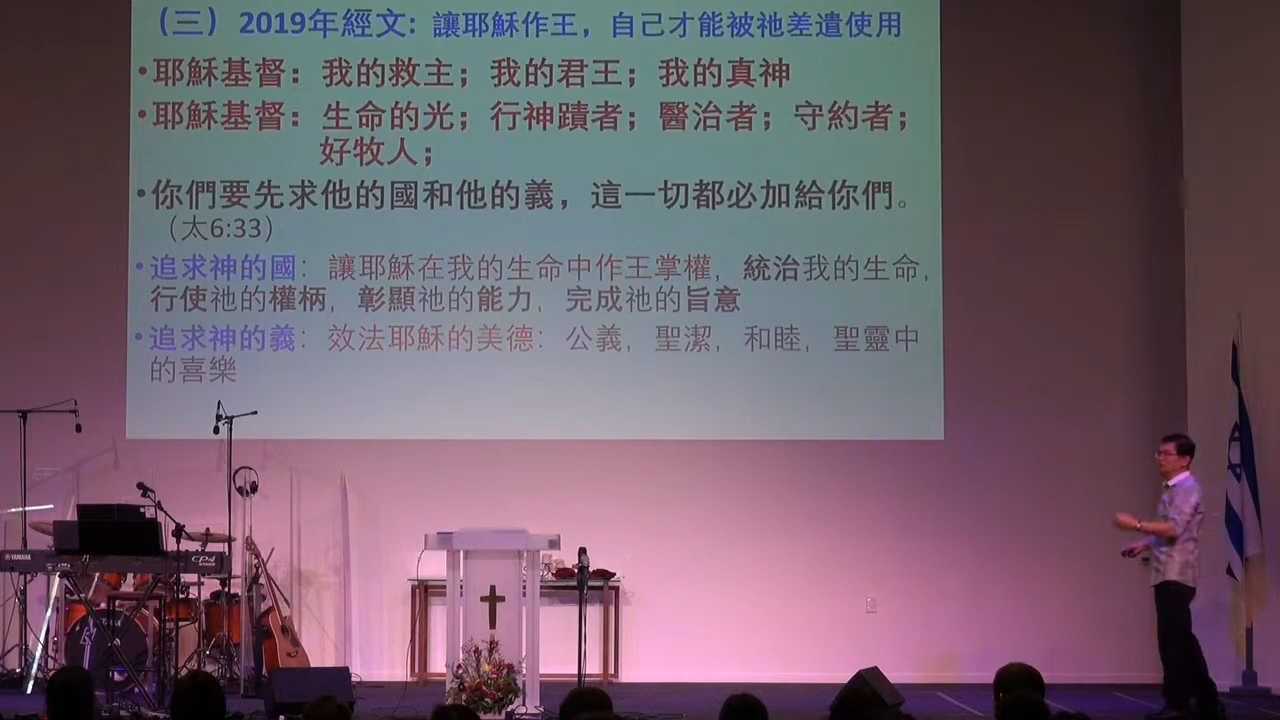 （三）2019年經文：讓耶穌作王，自己才能被祂差遣使用
•耶穌基督：我的救主；我的君王；我的真神
•耶穌基督：生命的光；行神蹟者；醫治者；守約者；
好牧人；
•你們要先求他的國和他的義，這一切都必加給你們。
（太6:33）
•追求神的國：讓耶穌在我的生命中作王掌權，統治我的生命，
行使祂的權柄，彰顯祂的能力，完成祂的旨意
•追求神的義：效法耶穌的美德：公義，聖潔，和睦，聖靈中
的喜樂
YAMAHA
CP4